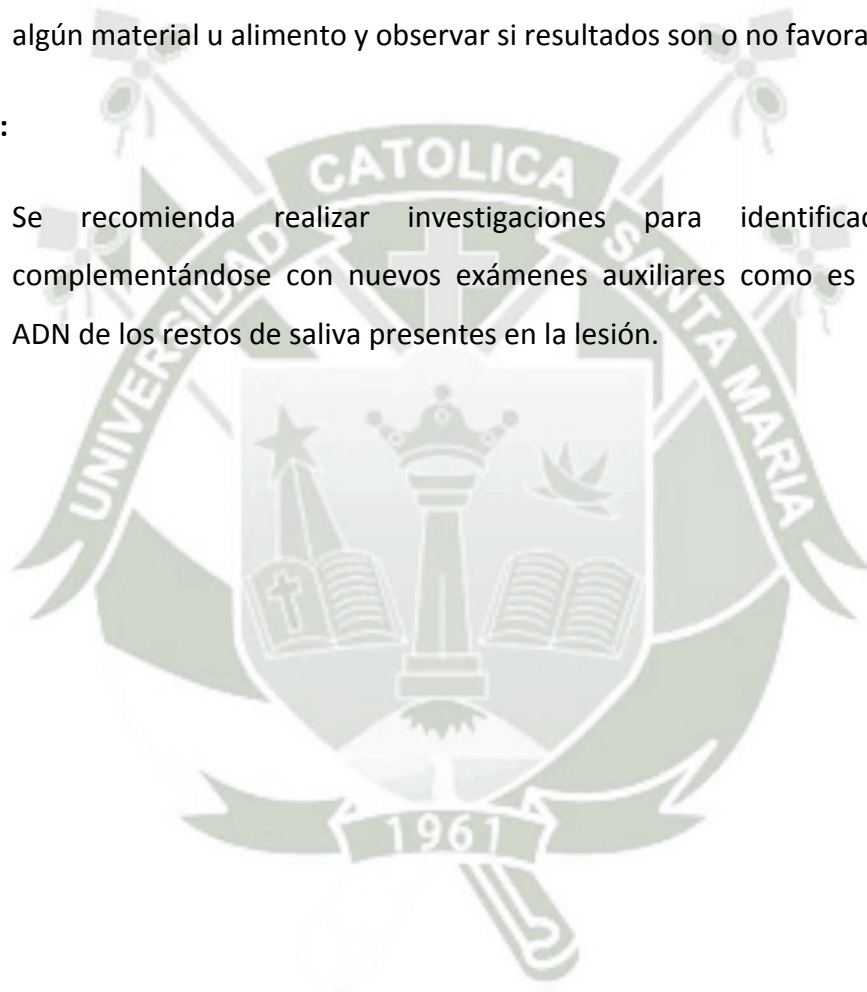 algún material u alimento y observar si resultados son o no favora
:
Se recomienda realizar investigaciones para identificac
complementándose con nuevos exámenes auxiliares como es
ADN de los restos de saliva presentes en la lesión.
UNIVERSIDAD CATOLICA SANTA MARIA
1961